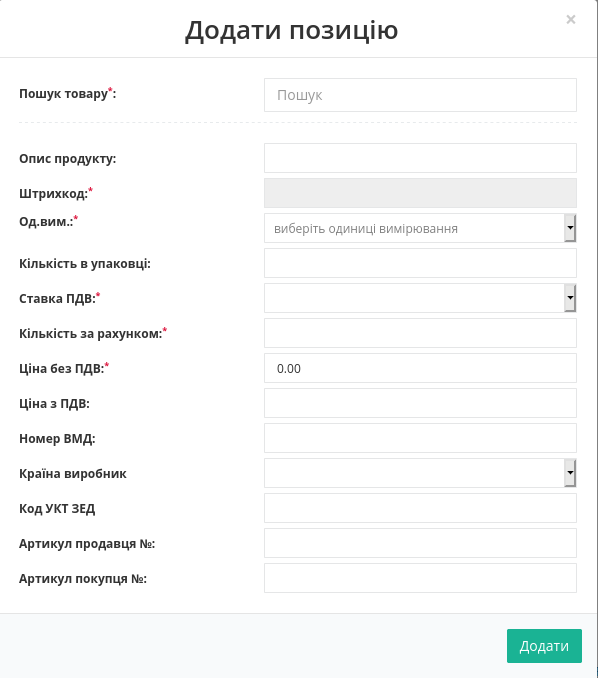 Додати позицію
×
Пошук товару*:
Пошук
Опис продукту:
Штрихкод:*
Од.вим.:*
виберіть одиниці вимірювання
Кількість в упаковці:
Ставка ПДВ:*
Кількість за рахунком:*
Ціна без ПДВ:*
0.00
Ціна з ПДВ:
Номер ВМД:
Країна виробник
Код УКТ ЗЕД
Артикул продавця №:
Артикул покупця №:
Додати